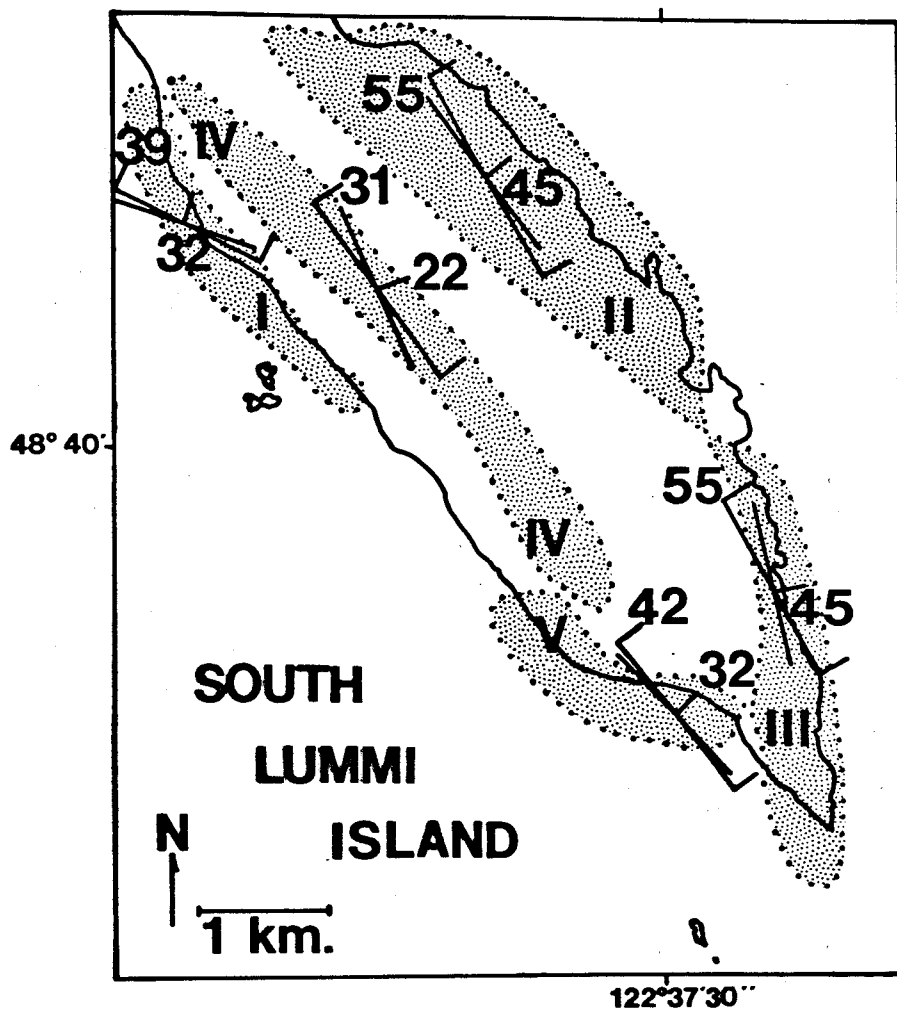 55
39 IV
31 45
32 22
I II
48° 40'
55
IV
42 45
V 32
SOUTH III
LUMMI
N ISLAND
1 km.
122°37'30''